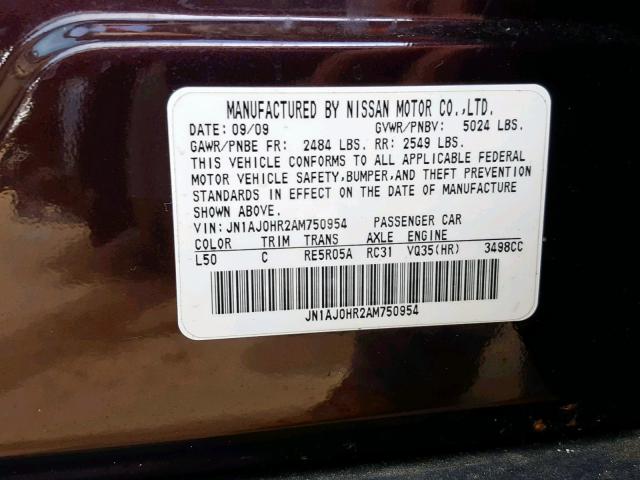 MANUFACTURED BY NISSAN MOTOR CO.,LTD.
DATE: 09/09 GVWR/PNBV: 5024 LBS.
GAWR/PNBE FR: 2484 LBS. RR: 2549 LBS.
THIS VEHICLE CONFORMS TO ALL APPLICABLE FEDERAL
MOTOR VEHICLE SAFETY,BUMPER,AND THEFT PREVENTION
STANDARDS IN EFFECT ON THE DATE OF MANUFACTURE
SHOWN ABOVE.
VIN: JN1AJ0HR2AM750954 PASSENGER CAR
COLOR TRIM TRANS AXLE ENGINE
L50 C RE5R05A RC31 VQ35(HR) 3498CC
JN1AJ0HR2AM750954